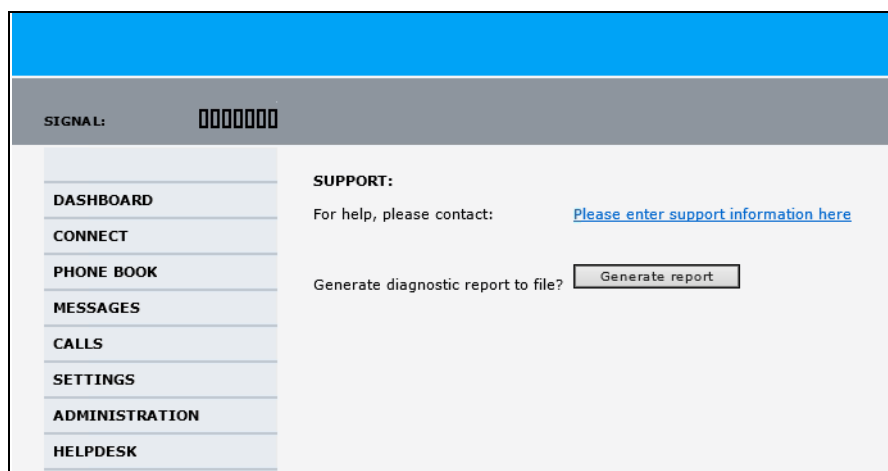 SIGNAL:
SUPPORT:
DASHBOARD
For help, please contact: Please enter support information here
CONNECT
PHONE BOOK
Generate diagnostic report to file? Generate report
MESSAGES
CALLS
SETTINGS
ADMINISTRATION
HELPDESK